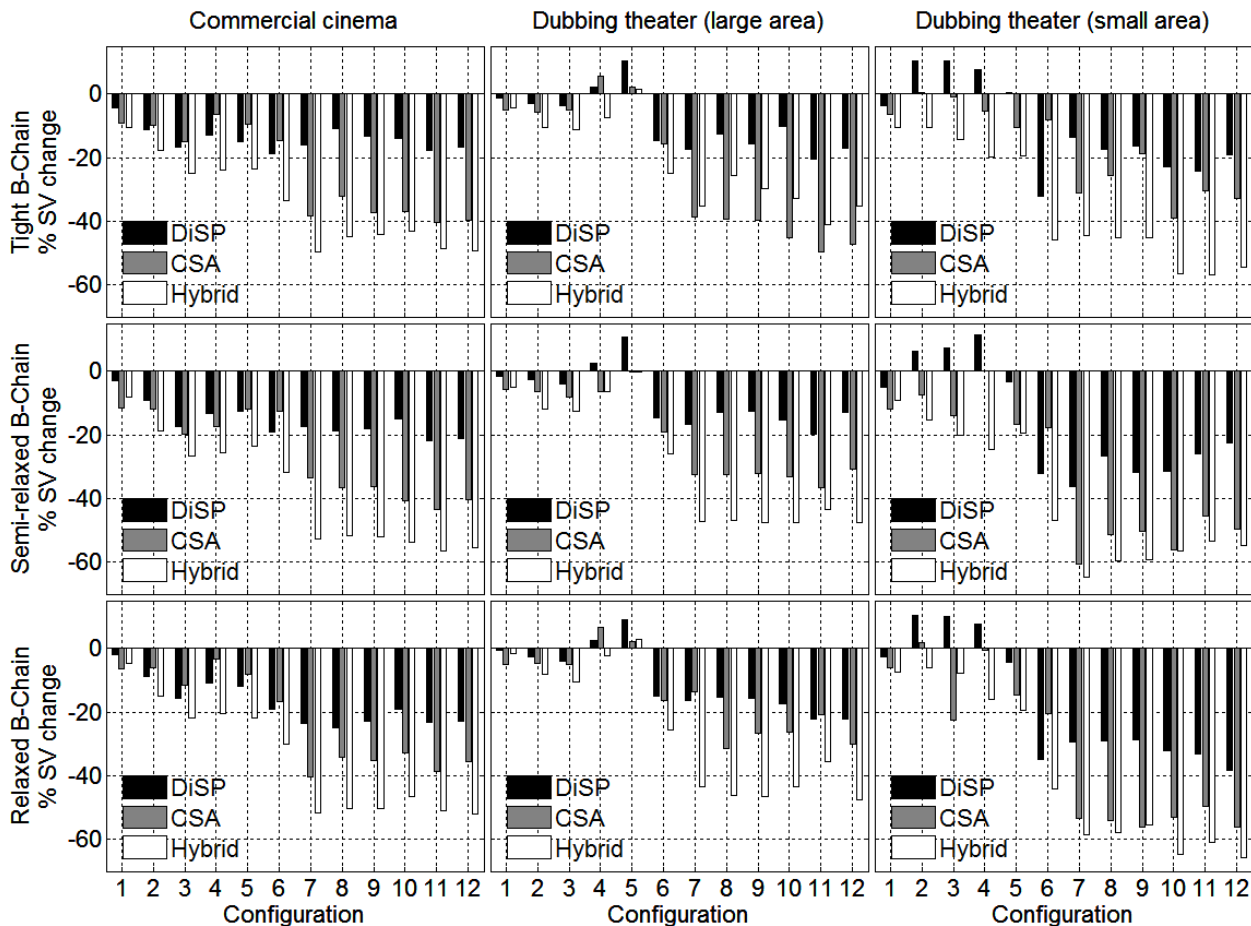 Commercial cinema
Dubbing theater (large area)
Dubbing theater (small area)
Tight B-Chain
% SV change
0
-20
-40
-60
DiSP
CSA
Hybrid
DiSP
CSA
Hybrid
DiSP
CSA
Hybrid
Semi-relaxed B-Chain
% SV change
0
-20
-40
-60
DiSP
CSA
Hybrid
DiSP
CSA
Hybrid
DiSP
CSA
Hybrid
Relaxed B-Chain
% SV change
0
-20
-40
-60
DiSP
CSA
Hybrid
DiSP
CSA
Hybrid
DiSP
CSA
Hybrid
1 2 3 4 5 6 7 8 9 10 11 12
1 2 3 4 5 6 7 8 9 10 11 12
1 2 3 4 5 6 7 8 9 10 11 12
Configuration
Configuration
Configuration